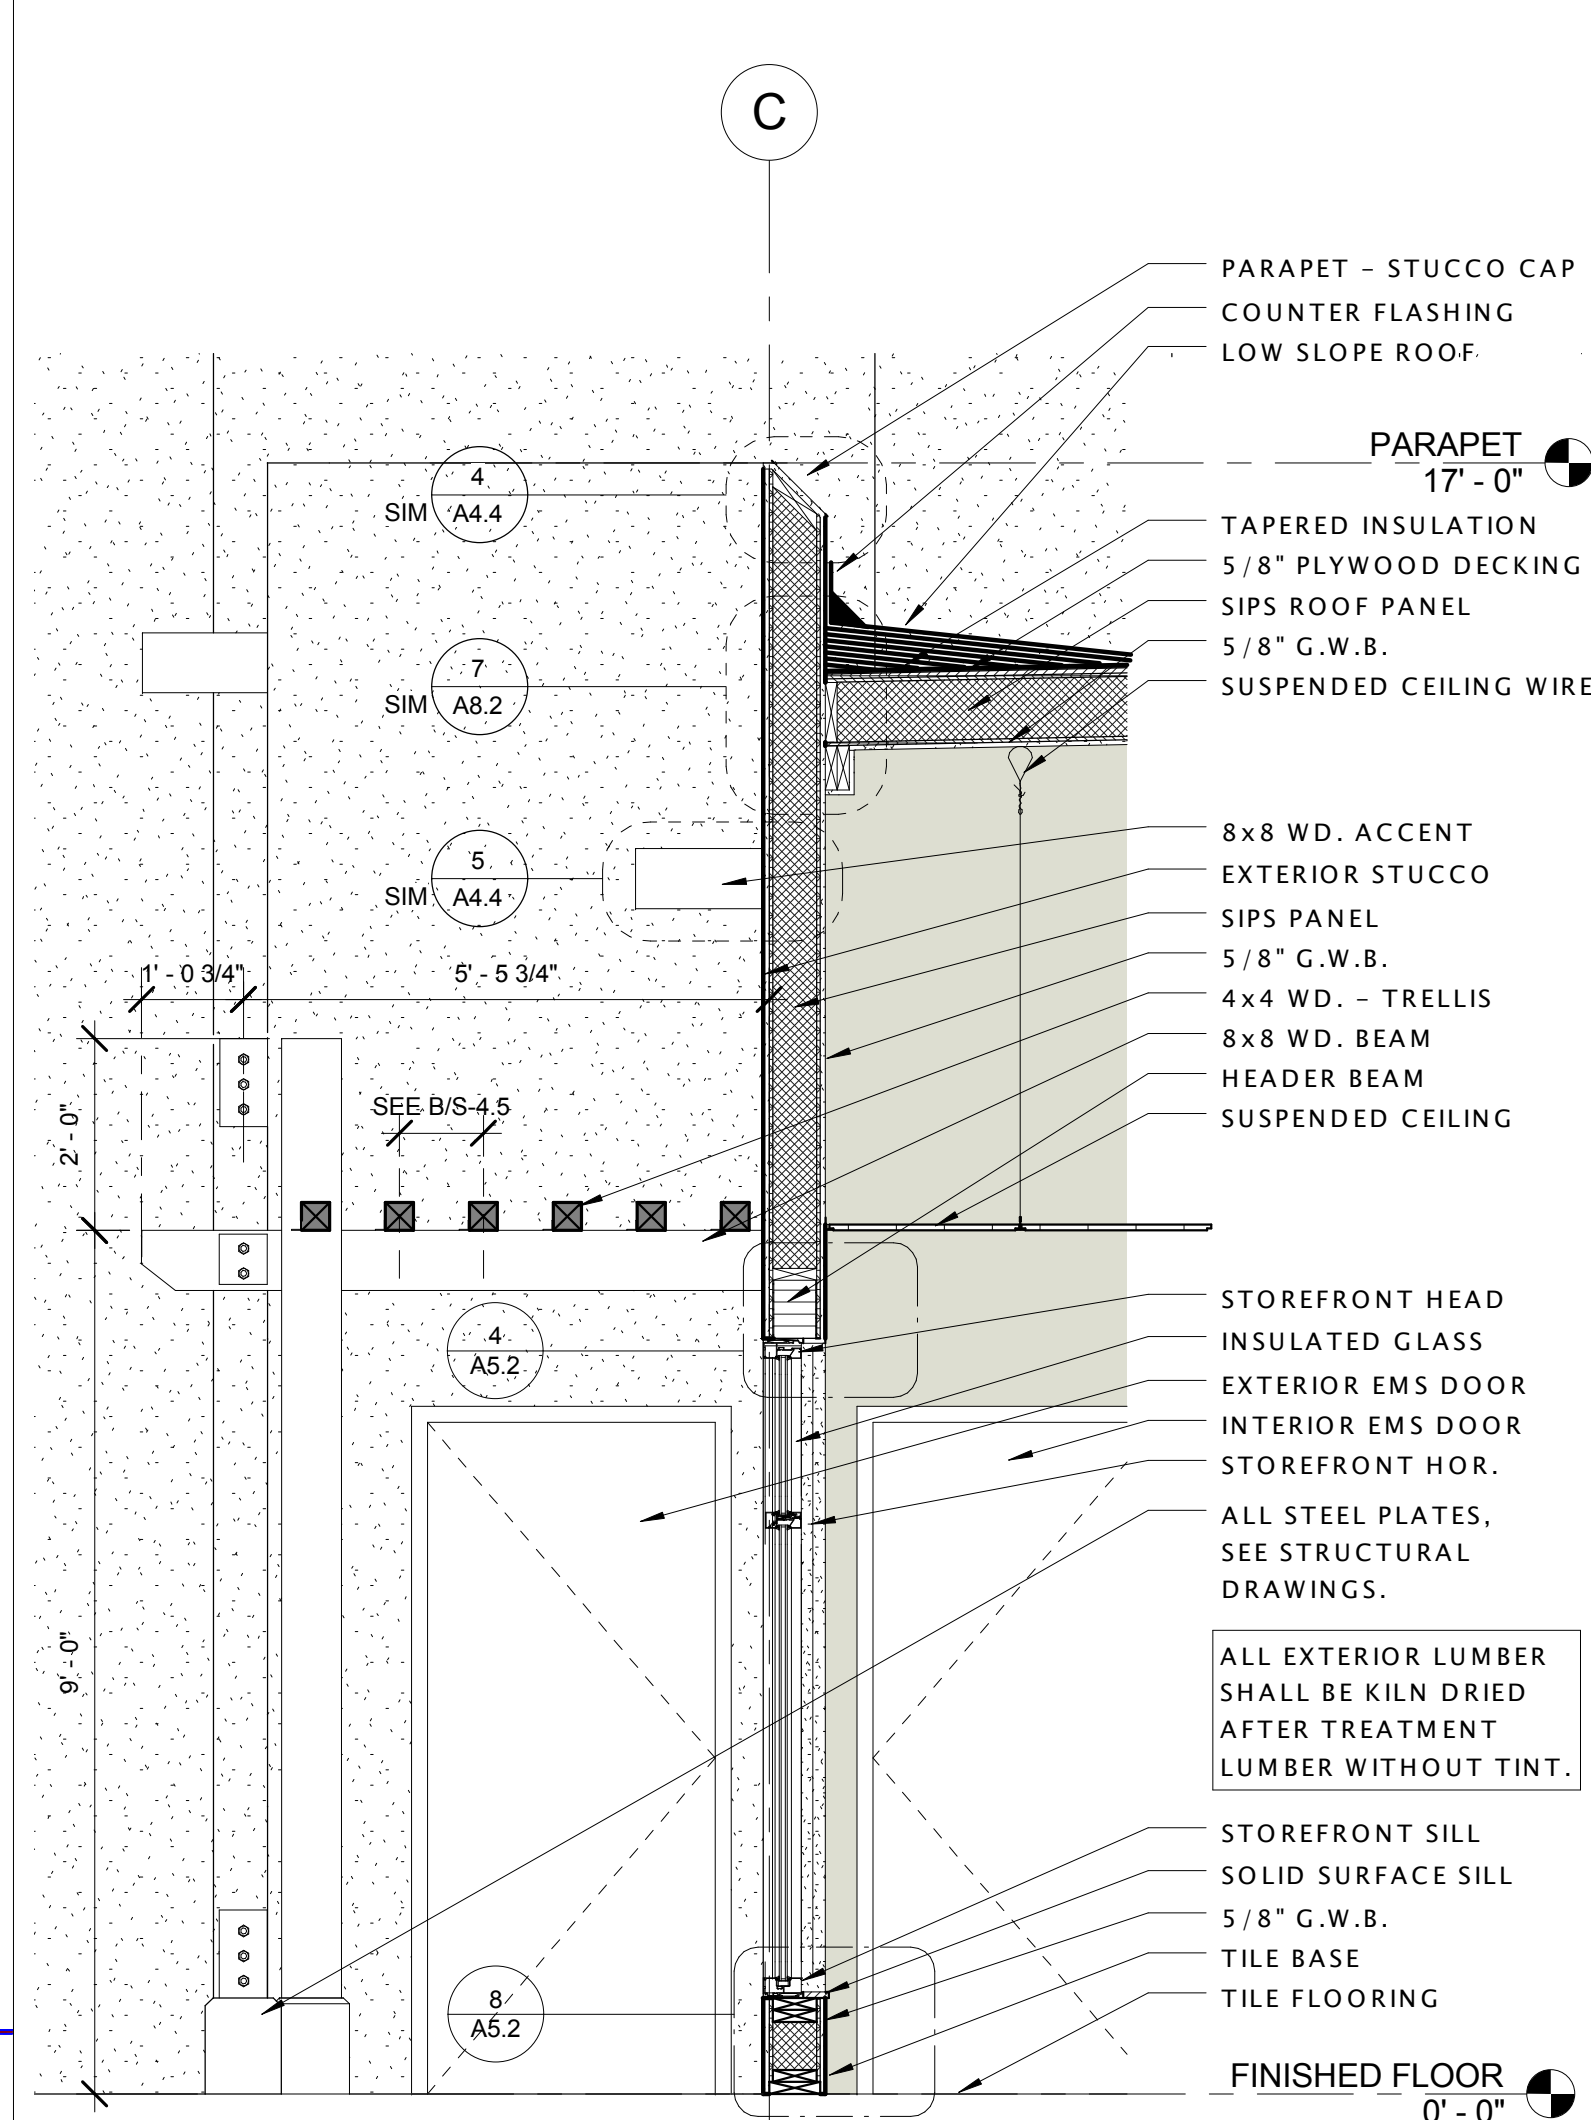 C
PARAPET – STUCCO CAP
COUNTER FLASHING
LOW SLOPE ROOF
PARAPET
17' - 0"
4
SIM A4.4
TAPERED INSULATION
5/8" PLYWOOD DECKING
SIPS ROOF PANEL
5/8" G.W.B.
SUSPENDED CEILING WIRE
7
SIM A8.2
8x8 WD. ACCENT
EXTERIOR STUCCO
SIPS PANEL
5/8" G.W.B.
4x4 WD. – TRELLIS
8x8 WD. BEAM
HEADER BEAM
SUSPENDED CEILING
5
SIM A4.4
1' - 0 3/4"
5' - 5 3/4"
2' - 0"
SEE B/S-4.5
4
A5.2
STOREFRONT HEAD
INSULATED GLASS
EXTERIOR EMS DOOR
INTERIOR EMS DOOR
STOREFRONT HOR.
ALL STEEL PLATES,
SEE STRUCTURAL
DRAWINGS.
9' - 0"
ALL EXTERIOR LUMBER
SHALL BE KILN DRIED
AFTER TREATMENT
LUMBER WITHOUT TINT.
STOREFRONT SILL
SOLID SURFACE SILL
5/8" G.W.B.
TILE BASE
TILE FLOORING
8
A5.2
FINISHED FLOOR
0' - 0"